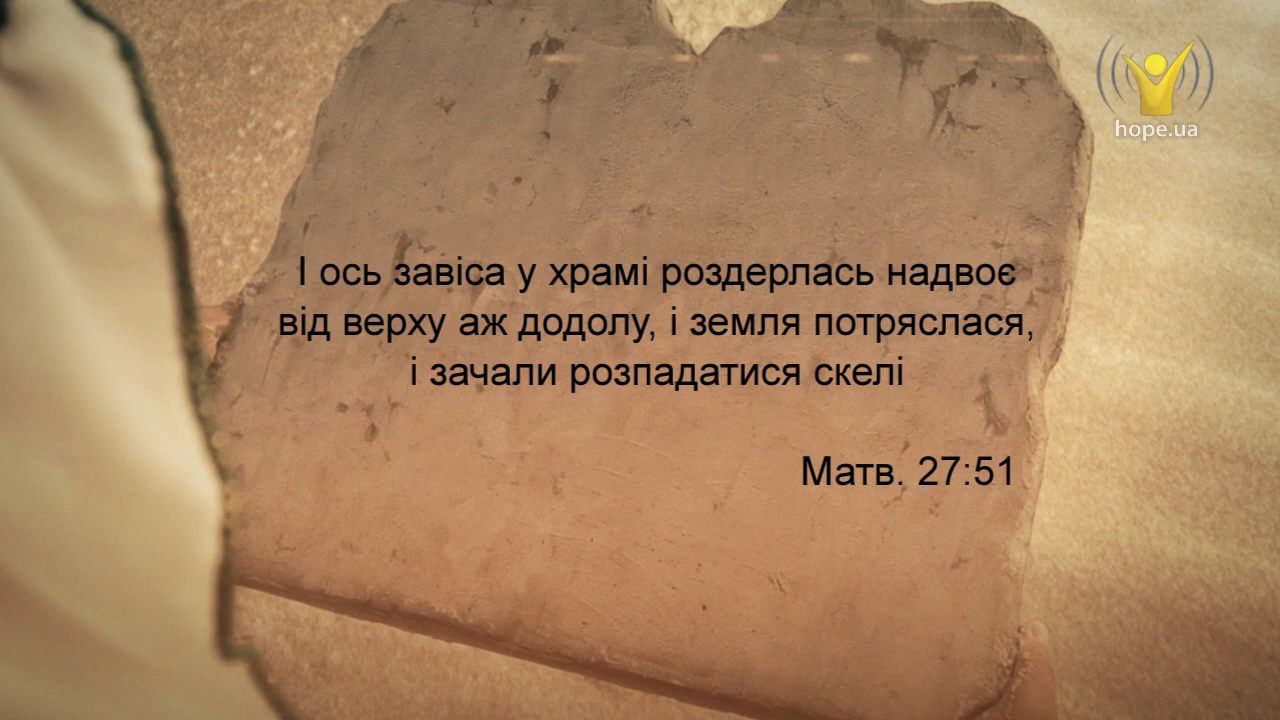 hope.ua
І ось завіса у храмі роздерлась надвоє
від верху аж додолу, і земля потряслася,
і зачали розпадатися скелі
Матв. 27:51